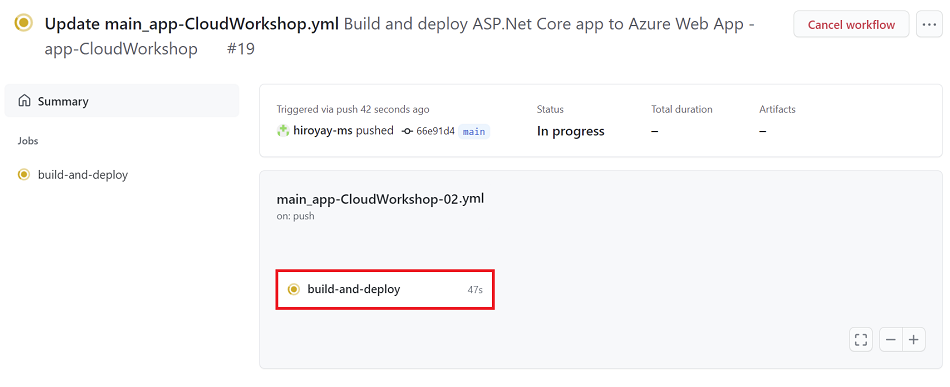 Update main_app-CloudWorkshop.yml Build and deploy ASP.Net Core app to Azure Web App -
app-CloudWorkshop #19
Cancel workflow
...
Summary
Jobs
build-and-deploy
Triggered via push 42 seconds ago
hiroyay-ms pushed 66e91d4 main
Status
In progress
Total duration
–
Artifacts
–
main_app-CloudWorkshop-02.yml
on: push
build-and-deploy 47s